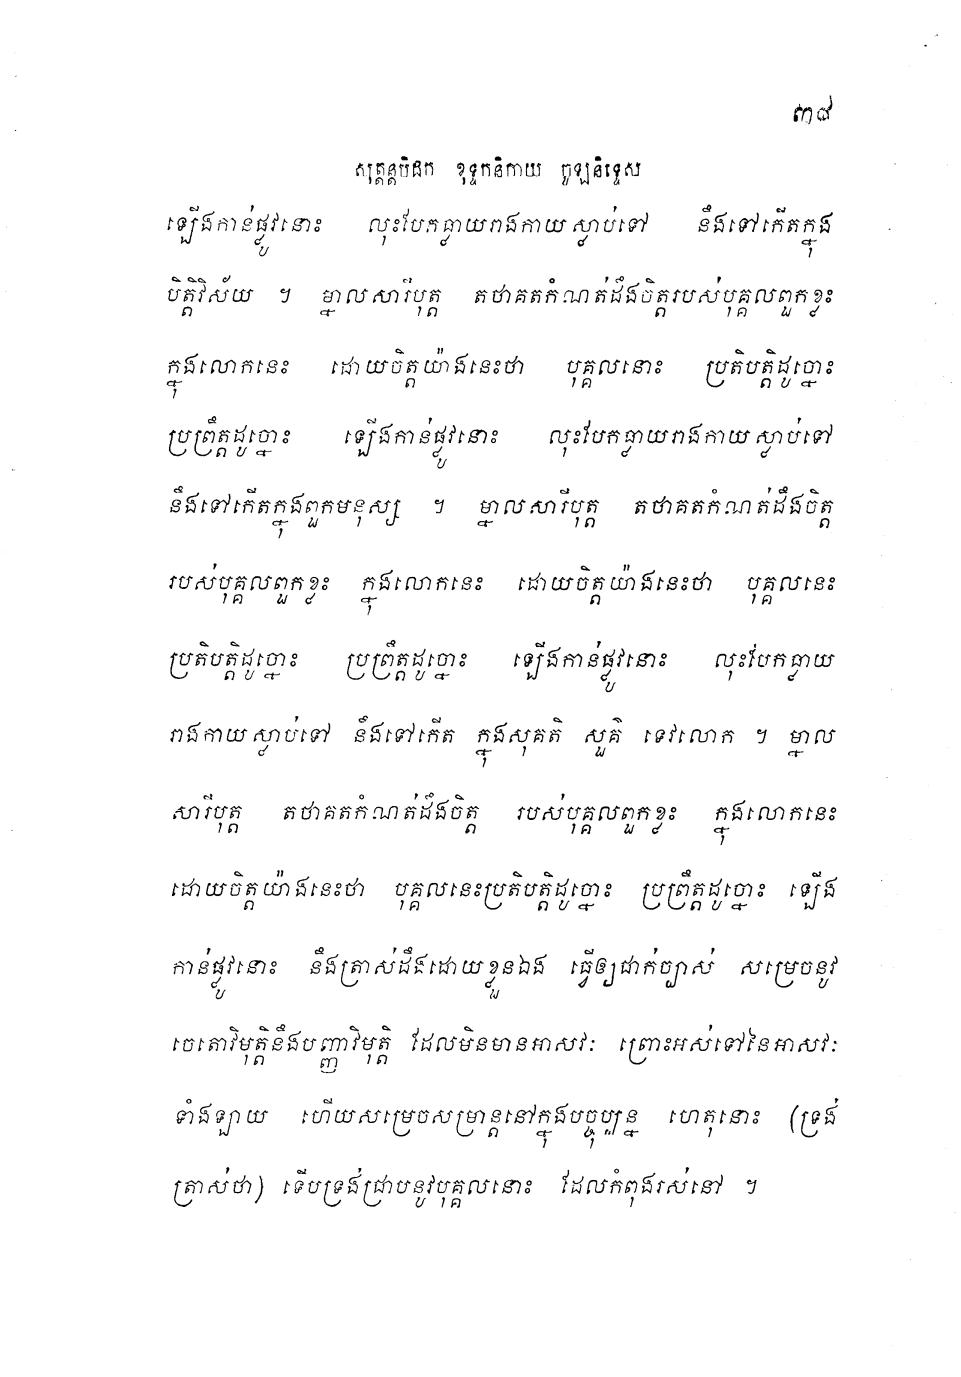 ៣៨
សុត្តន្តបិដក ខុទ្ទកនិកាយ ចូឡនិទ្ទេស
ឡើងកាន់ផ្លូវនោះ លុះបែកធ្លាយរាងកាយស្លាប់ទៅ នឹងទៅកើតក្នុង
បិត្តិវិស័យ ។ ម្នាលសារីបុត្ត តថាគតកំណត់ដឹងចិត្តរបស់បុគ្គលពួកខ្លះ
ក្នុងលោកនេះ ដោយចិត្តយ៉ាងនេះថា បុគ្គលនោះ ប្រតិបត្តិដូច្នោះ
ប្រព្រឹត្តដូច្នោះ ឡើងកាន់ផ្លូវនោះ លុះបែកធ្លាយរាងកាយស្លាប់ទៅ
នឹងទៅកើតក្នុងពួកមនុស្ស ។ ម្នាលសារីបុត្ត តថាគតកំណត់ដឹងចិត្ត
របស់បុគ្គលពួកខ្លះ ក្នុងលោកនេះ ដោយចិត្តយ៉ាងនេះថា បុគ្គលនេះ
ប្រតិបត្តិដូច្នោះ ប្រព្រឹត្តដូច្នោះ ឡើងកាន់ផ្លូវនោះ លុះបែកធ្លាយ
រាងកាយស្លាប់ទៅ នឹងទៅកើត ក្នុងសុគតិ សួគ៌ ទេវលោក ។ ម្នាល
សារីបុត្ត តថាគតកំណត់ដឹងចិត្ត របស់បុគ្គលពួកខ្លះ ក្នុងលោកនេះ
ដោយចិត្តយ៉ាងនេះថា បុគ្គលនេះប្រតិបត្តិដូច្នោះ ប្រព្រឹត្តដូច្នោះ ឡើង
កាន់ផ្លូវនោះ នឹងត្រាស់ដឹងដោយខ្លួនឯង ធ្វើឲ្យជាក់ច្បាស់ សម្រេចនូវ
ចេតោវិមុត្តិនឹងបញ្ញាវិមុត្តិ ដែលមិនមានអាសវៈ ព្រោះអស់ទៅនៃអាសវៈ
ទាំងឡាយ ហើយសម្រេចសម្រាន្តនៅក្នុងបច្ចុប្បន្ន ហេតុនោះ (ទ្រង់
ត្រាស់ថា) ទើបទ្រង់ជ្រាបនូវបុគ្គលនោះ ដែលកំពុងរស់នៅ ។